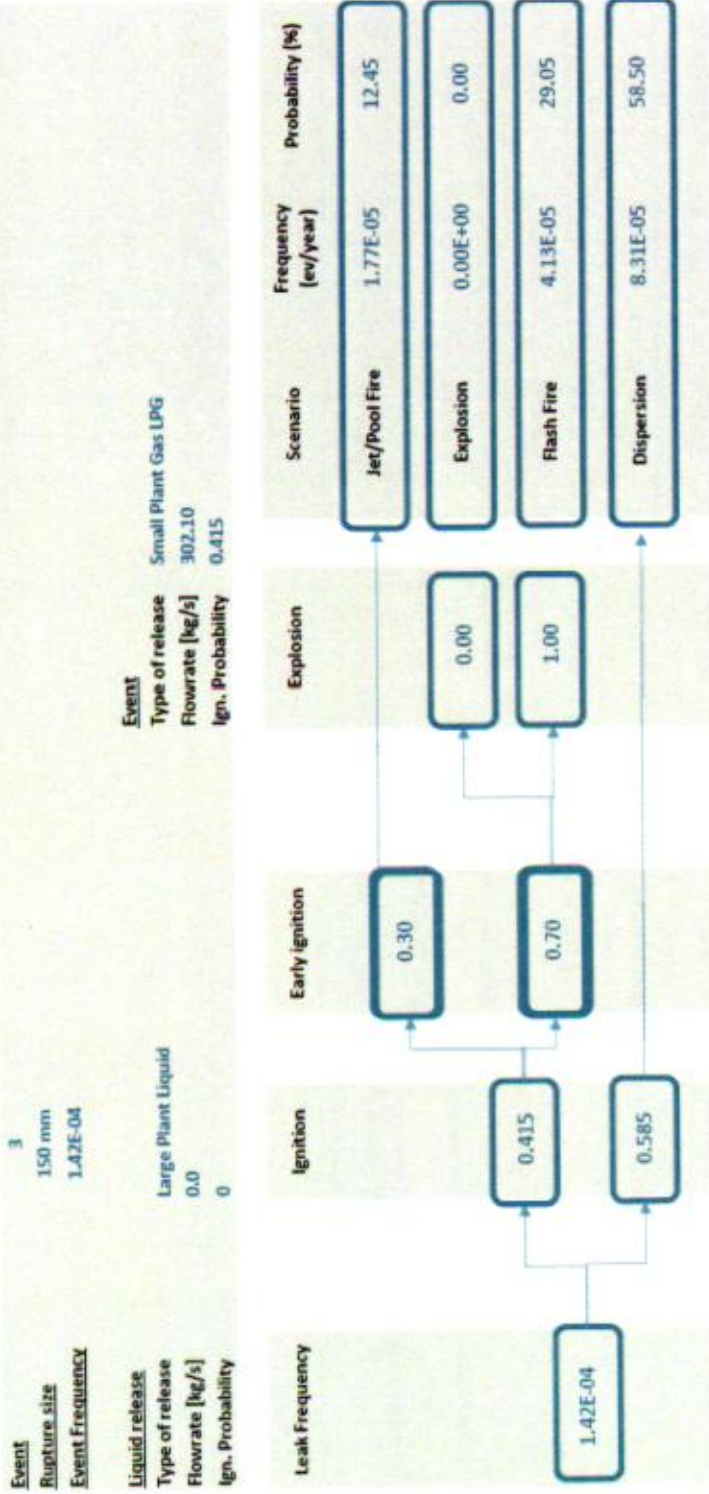 Event 3
Rupture size 150 mm
Event Frequency 1.42E-04
Liquid release
Type of release Large Plant Liquid
Flowrate [kg/s] 0.0
Ign. Probability 0
Event
Type of release Small Plant Gas LPG
Flowrate [kg/s] 302.10
Ign. Probability 0.415
Leak Frequency Ignition Early ignition Explosion Scenario Frequency (ev/year) Probability (%)
0.30 Jet/Pool Fire 1.77E-05 12.45
0.415 0.00 Explosion 0.00E+00 0.00
1.42E-04 0.70 1.00 Flash Fire 4.13E-05 29.05
0.585 Dispersion 8.31E-05 58.50